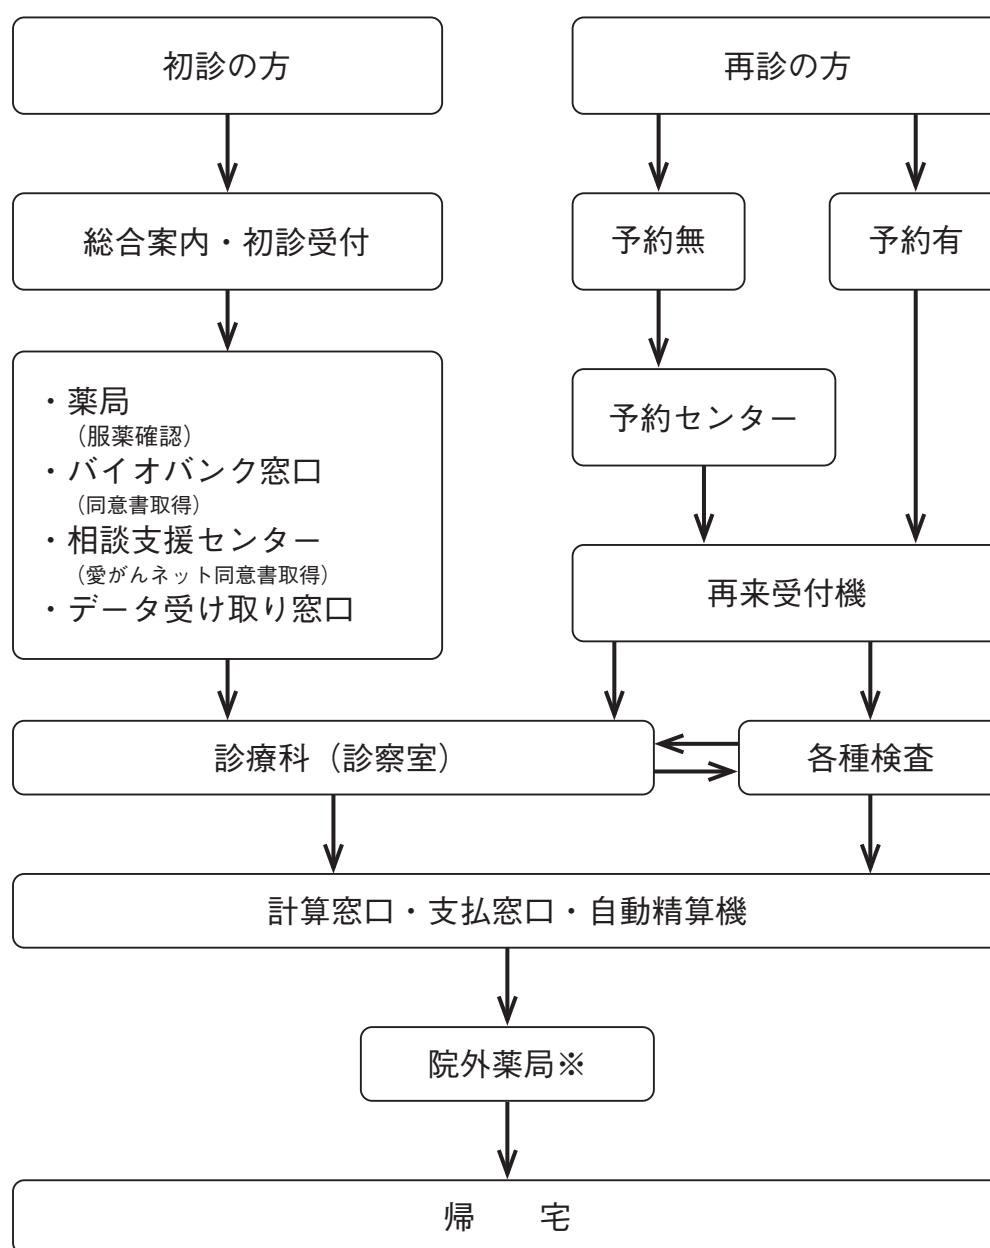 初診の方
再診の方
総合案内・初診受付
予約無
予約有
・薬局
（服薬確認）
・バイオバンク窓口
（同意書取得）
・相談支援センター
（愛がんネット同意書取得）
・データ受け取り窓口
予約センター
再来受付機
診療科（診察室）
各種検査
計算窓口・支払窓口・自動精算機
院外薬局※
帰　　宅